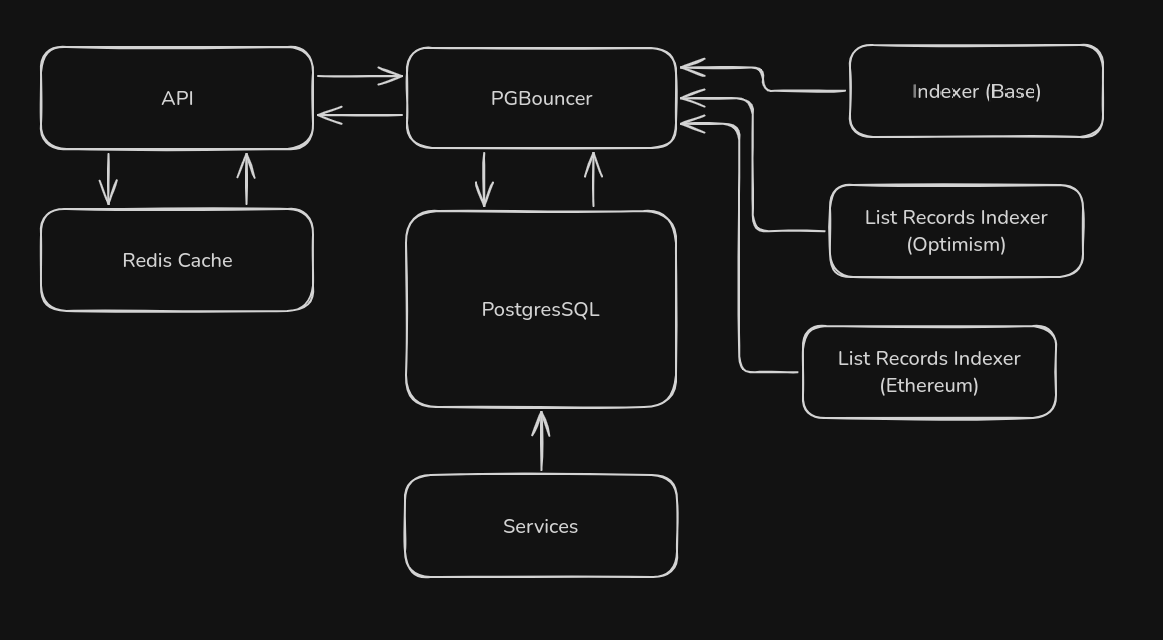 API
PGBouncer
Indexer (Base)
List Records Indexer
(Optimism)
Redis Cache
PostgresSQL
List Records Indexer
(Ethereum)
Services